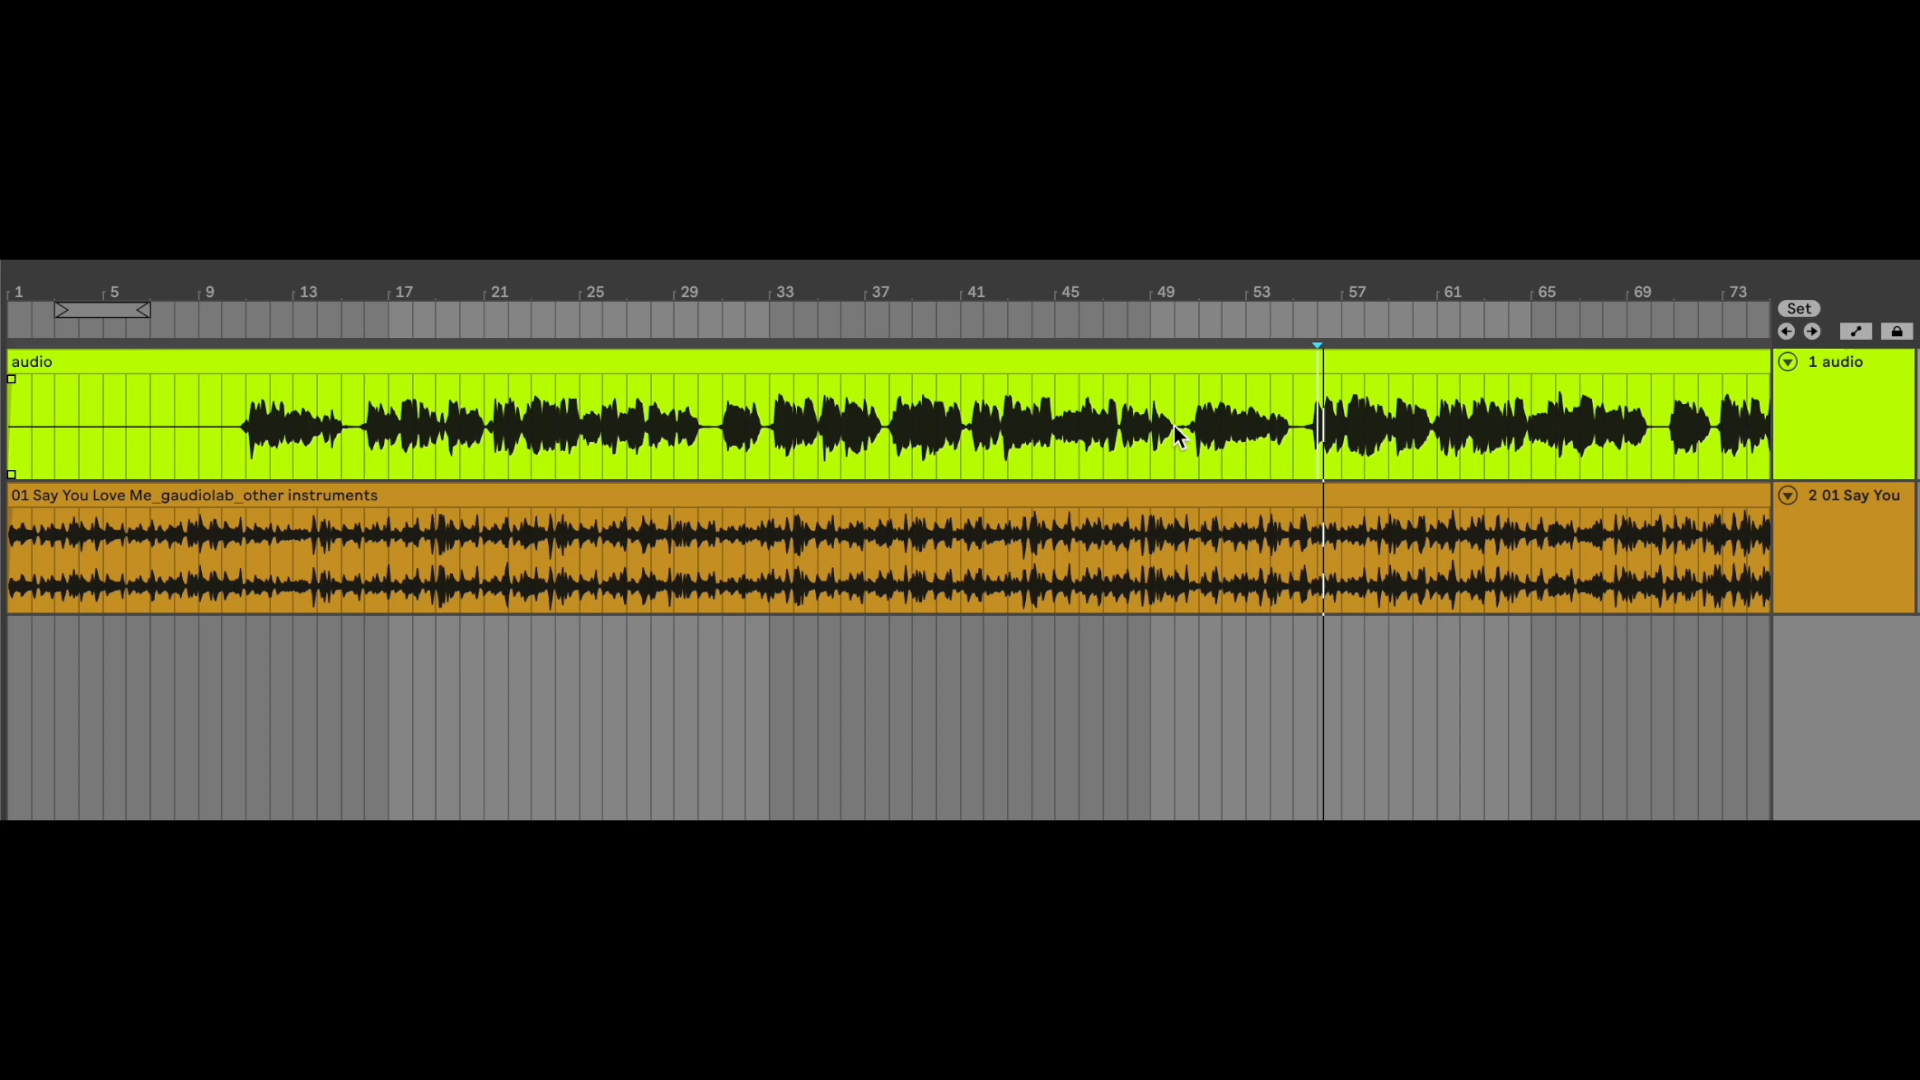 1 5 9 13 17 21 25 29 33 37 41 45 49 53 57 61 65 69 73
Set
audio
1 audio
01 Say You Love Me_gaudiolab_other instruments
2 01 Say You